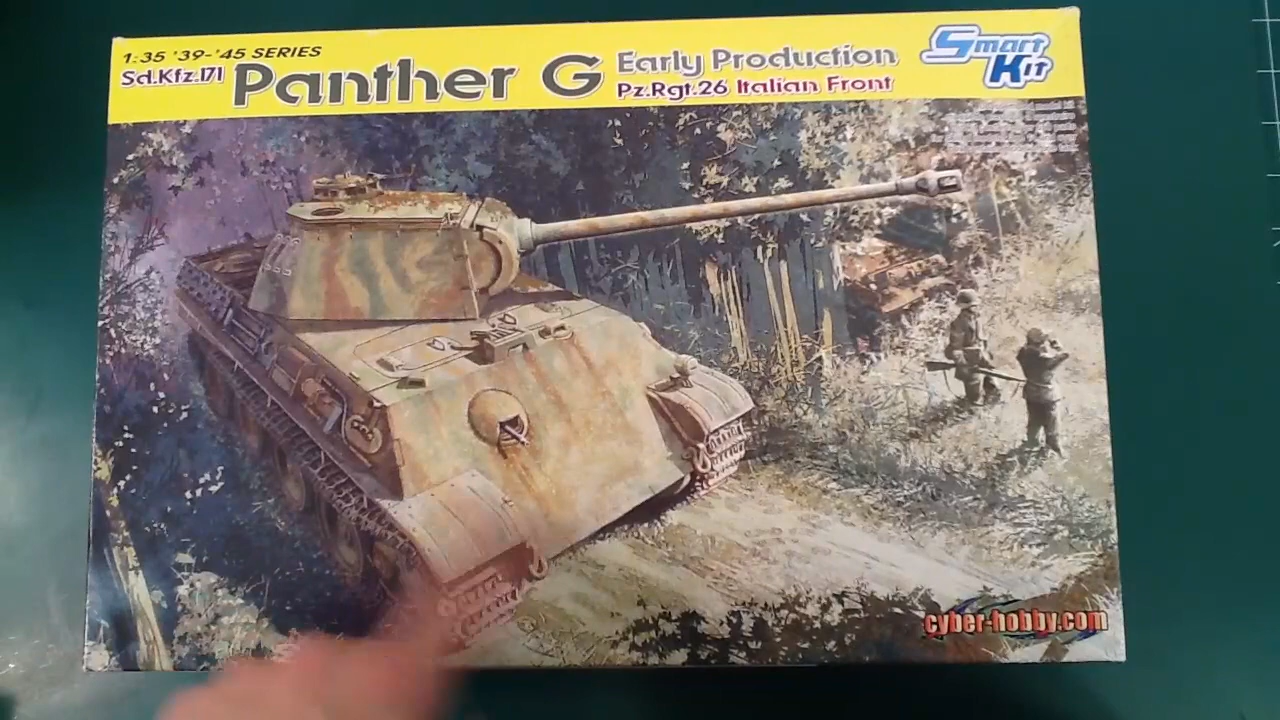 1:35 '39-'45 SERIES
Sd.Kfz.171 Panther G Early Production
Pz.Rgt.26 Italian Front
Smart Kit
cyber-hobby.com